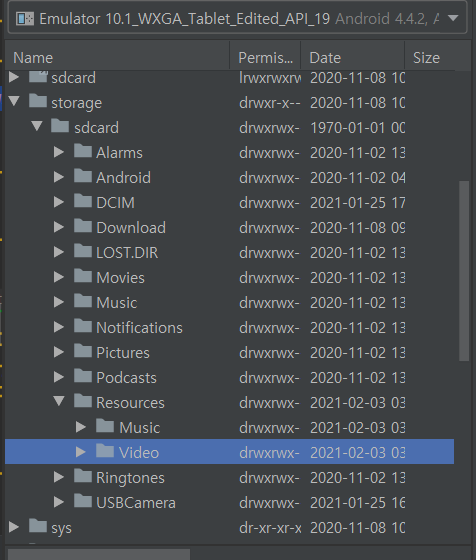 Emulator 10.1_WXGA_Tablet_Edited_API_19 Android 4.4.2, A
Name Permis... Date Size
sdcard lrwxrwxrw 2020-11-08 10
storage drwxr-x-- 2020-11-08 10
sdcard drwxrwx- 1970-01-01 00
Alarms drwxrwx- 2020-11-02 13
Android drwxrwx- 2020-11-02 04
DCIM drwxrwx- 2021-01-25 17
Download drwxrwx- 2020-11-08 09
LOST.DIR drwxrwx- 2020-11-02 13
Movies drwxrwx- 2020-11-02 13
Music drwxrwx- 2020-11-02 13
Notifications drwxrwx- 2020-11-02 13
Pictures drwxrwx- 2020-11-02 13
Podcasts drwxrwx- 2020-11-02 13
Resources drwxrwx- 2021-02-03 03
Music drwxrwx- 2021-02-03 03
Video drwxrwx- 2021-02-03 03
Ringtones drwxrwx- 2020-11-02 13
USBCamera drwxrwx- 2021-01-25 16
sys dr-xr-xr-x 2020-11-08 10